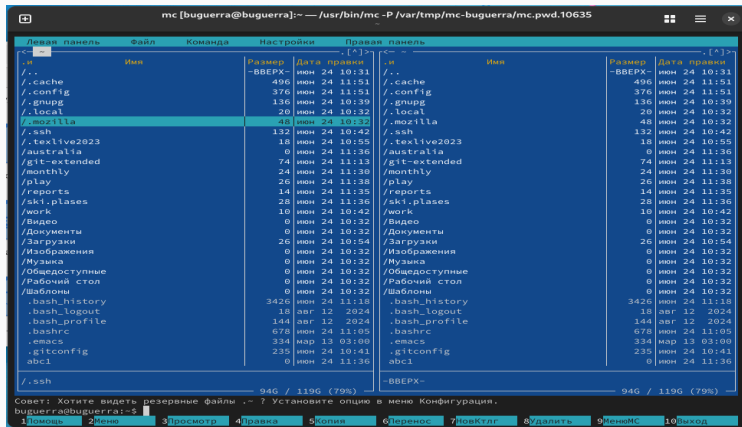 mc [buguerra@buguerra]:~ — /usr/bin/mc -P /var/tmp/mc-buguerra/mc.pwd.10635
~
Левая панель Файл Команда Настройки Правая панель
<— ~ .[^]> <— ~ .[^]>
.и Имя Размер Дата правки .и Имя Размер Дата правки
/.. -ВВЕРХ- июн 24 10:31 /.. -ВВЕРХ- июн 24 10:31
/.cache 496 июн 24 11:51 /.cache 496 июн 24 11:51
/.config 376 июн 24 11:51 /.config 376 июн 24 11:51
/.gnupg 136 июн 24 10:39 /.gnupg 136 июн 24 10:39
/.local 20 июн 24 10:32 /.local 20 июн 24 10:32
/.mozilla 48 июн 24 10:32 /.mozilla 48 июн 24 10:32
/.ssh 132 июн 24 10:42 /.ssh 132 июн 24 10:42
/.texlive2023 18 июн 24 10:55 /.texlive2023 18 июн 24 10:55
/australia 0 июн 24 11:36 /australia 0 июн 24 11:36
/git-extended 74 июн 24 11:13 /git-extended 74 июн 24 11:13
/monthly 24 июн 24 11:30 /monthly 24 июн 24 11:30
/play 26 июн 24 11:38 /play 26 июн 24 11:38
/reports 14 июн 24 11:35 /reports 14 июн 24 11:35
/ski.plases 28 июн 24 11:36 /ski.plases 28 июн 24 11:36
/work 10 июн 24 10:42 /work 10 июн 24 10:42
/Видео 0 июн 24 10:32 /Видео 0 июн 24 10:32
/Документы 0 июн 24 10:32 /Документы 0 июн 24 10:32
/Загрузки 26 июн 24 10:54 /Загрузки 26 июн 24 10:54
/Изображения 0 июн 24 10:32 /Изображения 0 июн 24 10:32
/Музыка 0 июн 24 10:32 /Музыка 0 июн 24 10:32
/Общедоступные 0 июн 24 10:32 /Общедоступные 0 июн 24 10:32
/Рабочий стол 0 июн 24 10:32 /Рабочий стол 0 июн 24 10:32
/Шаблоны 0 июн 24 10:32 /Шаблоны 0 июн 24 10:32
.bash_history 3426 июн 24 11:18 .bash_history 3426 июн 24 11:18
.bash_logout 18 авг 12 2024 .bash_logout 18 авг 12 2024
.bash_profile 144 авг 12 2024 .bash_profile 144 авг 12 2024
.bashrc 678 июн 24 11:05 .bashrc 678 июн 24 11:05
.emacs 334 мар 13 03:00 .emacs 334 мар 13 03:00
.gitconfig 235 июн 24 10:41 .gitconfig 235 июн 24 10:41
abc1 0 июн 24 11:36 abc1 0 июн 24 11:36
/.ssh -ВВЕРХ-
94G / 119G (79%) 94G / 119G (79%)
Совет: Хотите видеть резервные файлы .~ ? Установите опцию в меню Конфигурация.
buguerra@buguerra:~$
1Помощь 2Меню 3Просмотр 4Правка 5Копия 6Перенос 7НовКтлг 8Удалить 9МенюМС 10Выход